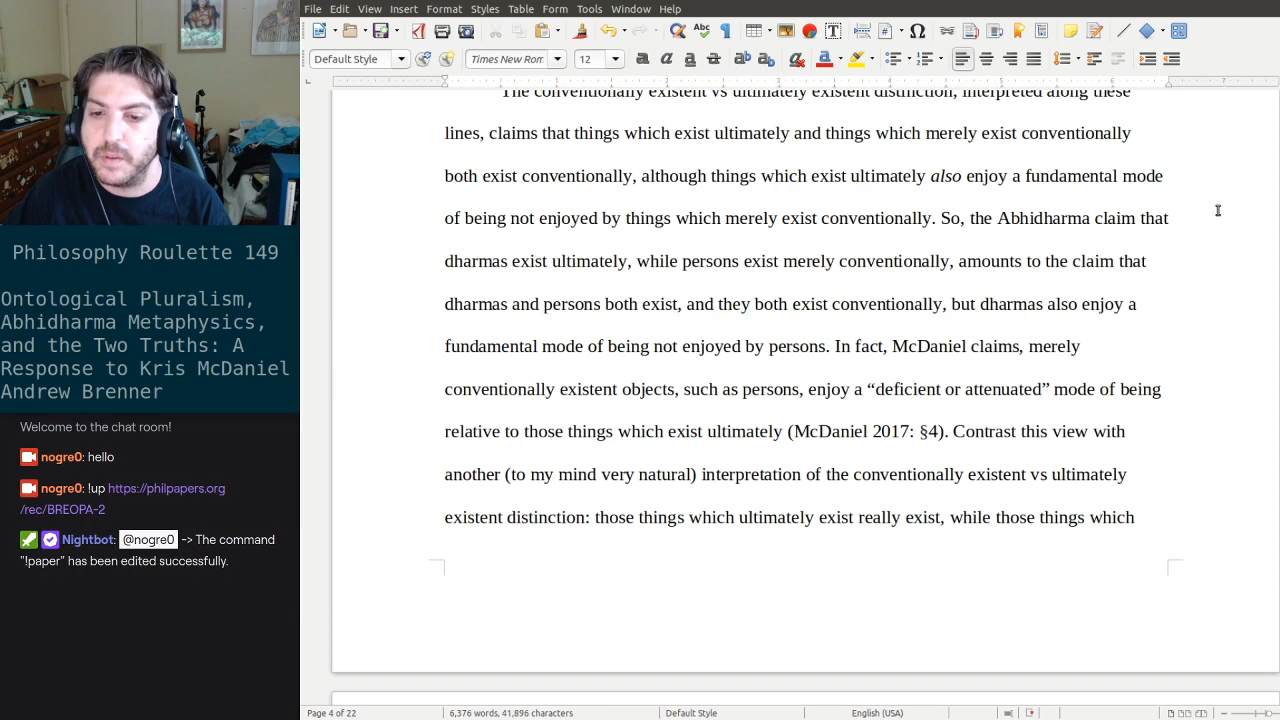 File Edit View Insert Format Styles Table Form Tools Window Help
Default Style
Times New Rom
12
Philosophy Roulette 149
Ontological Pluralism,
Abhidharma Metaphysics,
and the Two Truths: A
Response to Kris McDaniel
Andrew Brenner
Welcome to the chat room!
nogre0: hello
nogre0: !up https://philpapers.org
/rec/BREOPA-2
Nightbot: @nogre0 -> The command
"!paper" has been edited successfully.
The conventionally existent vs ultimately existent distinction, interpreted along these
lines, claims that things which exist ultimately and things which merely exist conventionally
both exist conventionally, although things which exist ultimately also enjoy a fundamental mode
of being not enjoyed by things which merely exist conventionally. So, the Abhidharma claim that
dharmas exist ultimately, while persons exist merely conventionally, amounts to the claim that
dharmas and persons both exist, and they both exist conventionally, but dharmas also enjoy a
fundamental mode of being not enjoyed by persons. In fact, McDaniel claims, merely
conventionally existent objects, such as persons, enjoy a “deficient or attenuated” mode of being
relative to those things which exist ultimately (McDaniel 2017: §4). Contrast this view with
another (to my mind very natural) interpretation of the conventionally existent vs ultimately
existent distinction: those things which ultimately exist really exist, while those things which
Page 4 of 22
6,376 words, 41,896 characters
Default Style
English (USA)